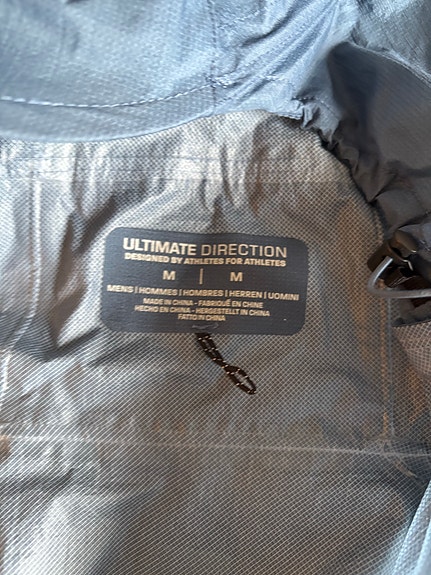 ULTIMATE DIRECTION
DESIGNED BY ATHLETES FOR ATHLETES
M | M
MENS | HOMMES | HOMBRES | HERREN | UOMINI
MADE IN CHINA - FABRIQUÉ EN CHINE
HECHO EN CHINA - HERGESTELLT IN CHINA
FATTO IN CHINA